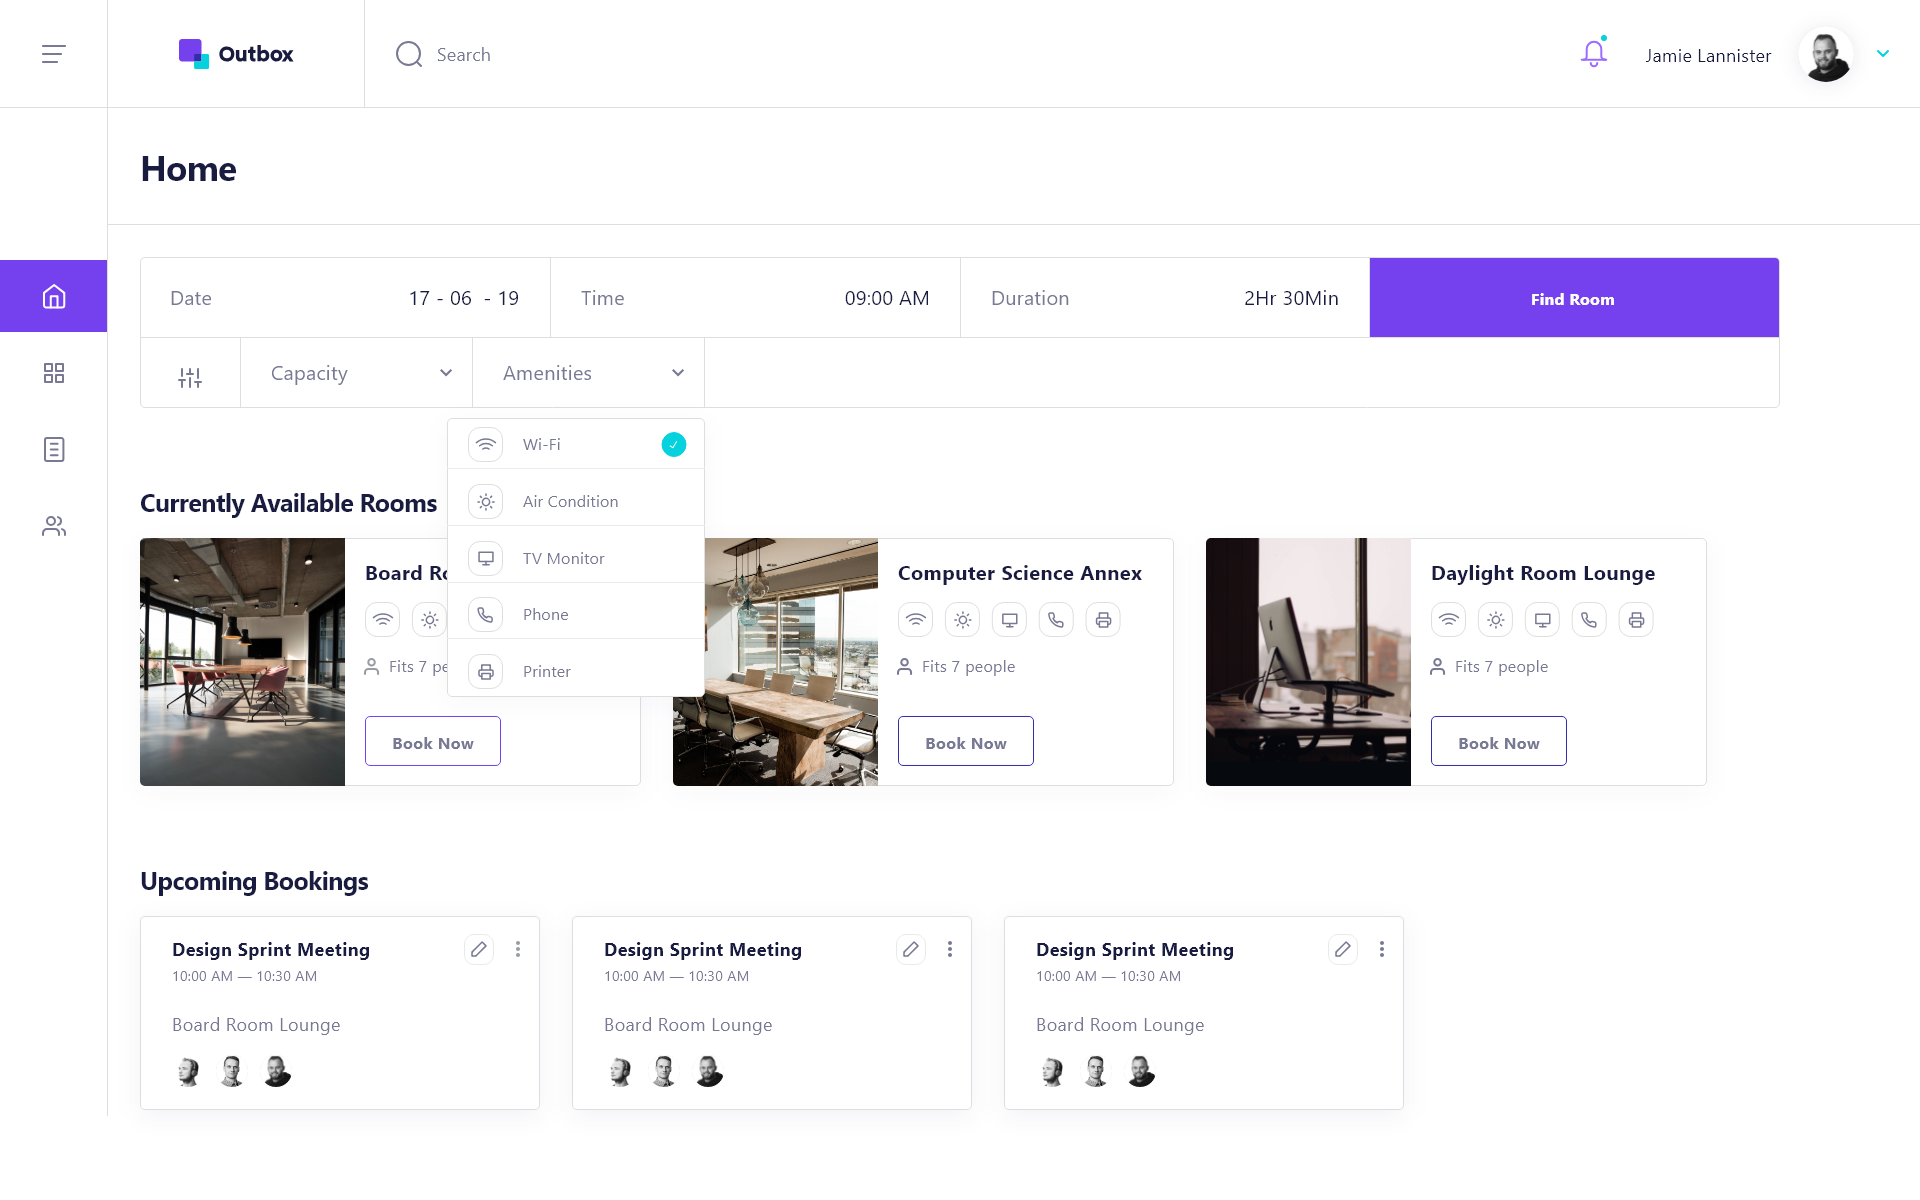 Outbox
Search
Jamie Lannister
Home
Date
17 - 06 - 19
Time
09:00 AM
Duration
2Hr 30Min
Find Room
Capacity
Amenities
Wi-Fi
Air Condition
TV Monitor
Phone
Printer
Currently Available Rooms
Board Ro
Fits 7 pe
Book Now
Computer Science Annex
Fits 7 people
Book Now
Daylight Room Lounge
Fits 7 people
Book Now
Upcoming Bookings
Design Sprint Meeting
10:00 AM — 10:30 AM
Board Room Lounge
Design Sprint Meeting
10:00 AM — 10:30 AM
Board Room Lounge
Design Sprint Meeting
10:00 AM — 10:30 AM
Board Room Lounge